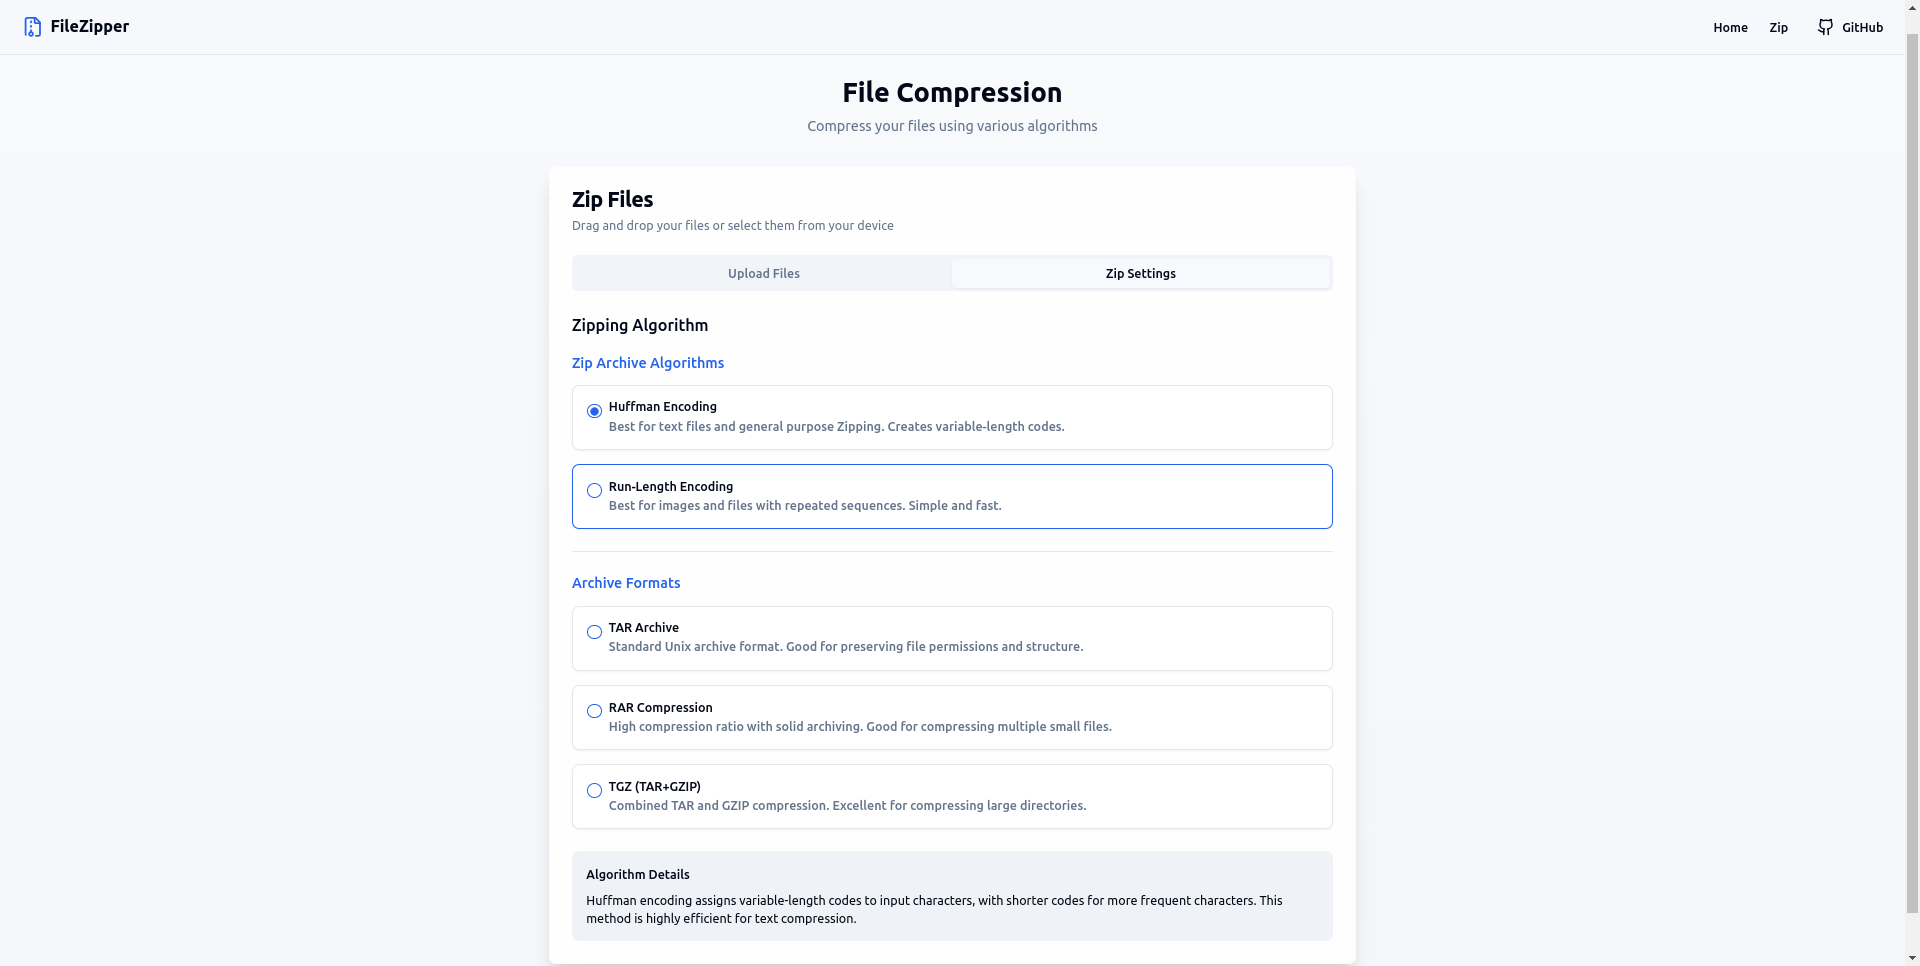 FileZipper
Home
Zip
GitHub
File Compression
Compress your files using various algorithms
Zip Files
Drag and drop your files or select them from your device
Upload Files
Zip Settings
Zipping Algorithm
Zip Archive Algorithms
Huffman Encoding
Best for text files and general purpose Zipping. Creates variable-length codes.
Run-Length Encoding
Best for images and files with repeated sequences. Simple and fast.
Archive Formats
TAR Archive
Standard Unix archive format. Good for preserving file permissions and structure.
RAR Compression
High compression ratio with solid archiving. Good for compressing multiple small files.
TGZ (TAR+GZIP)
Combined TAR and GZIP compression. Excellent for compressing large directories.
Algorithm Details
Huffman encoding assigns variable-length codes to input characters, with shorter codes for more frequent characters. This
method is highly efficient for text compression.